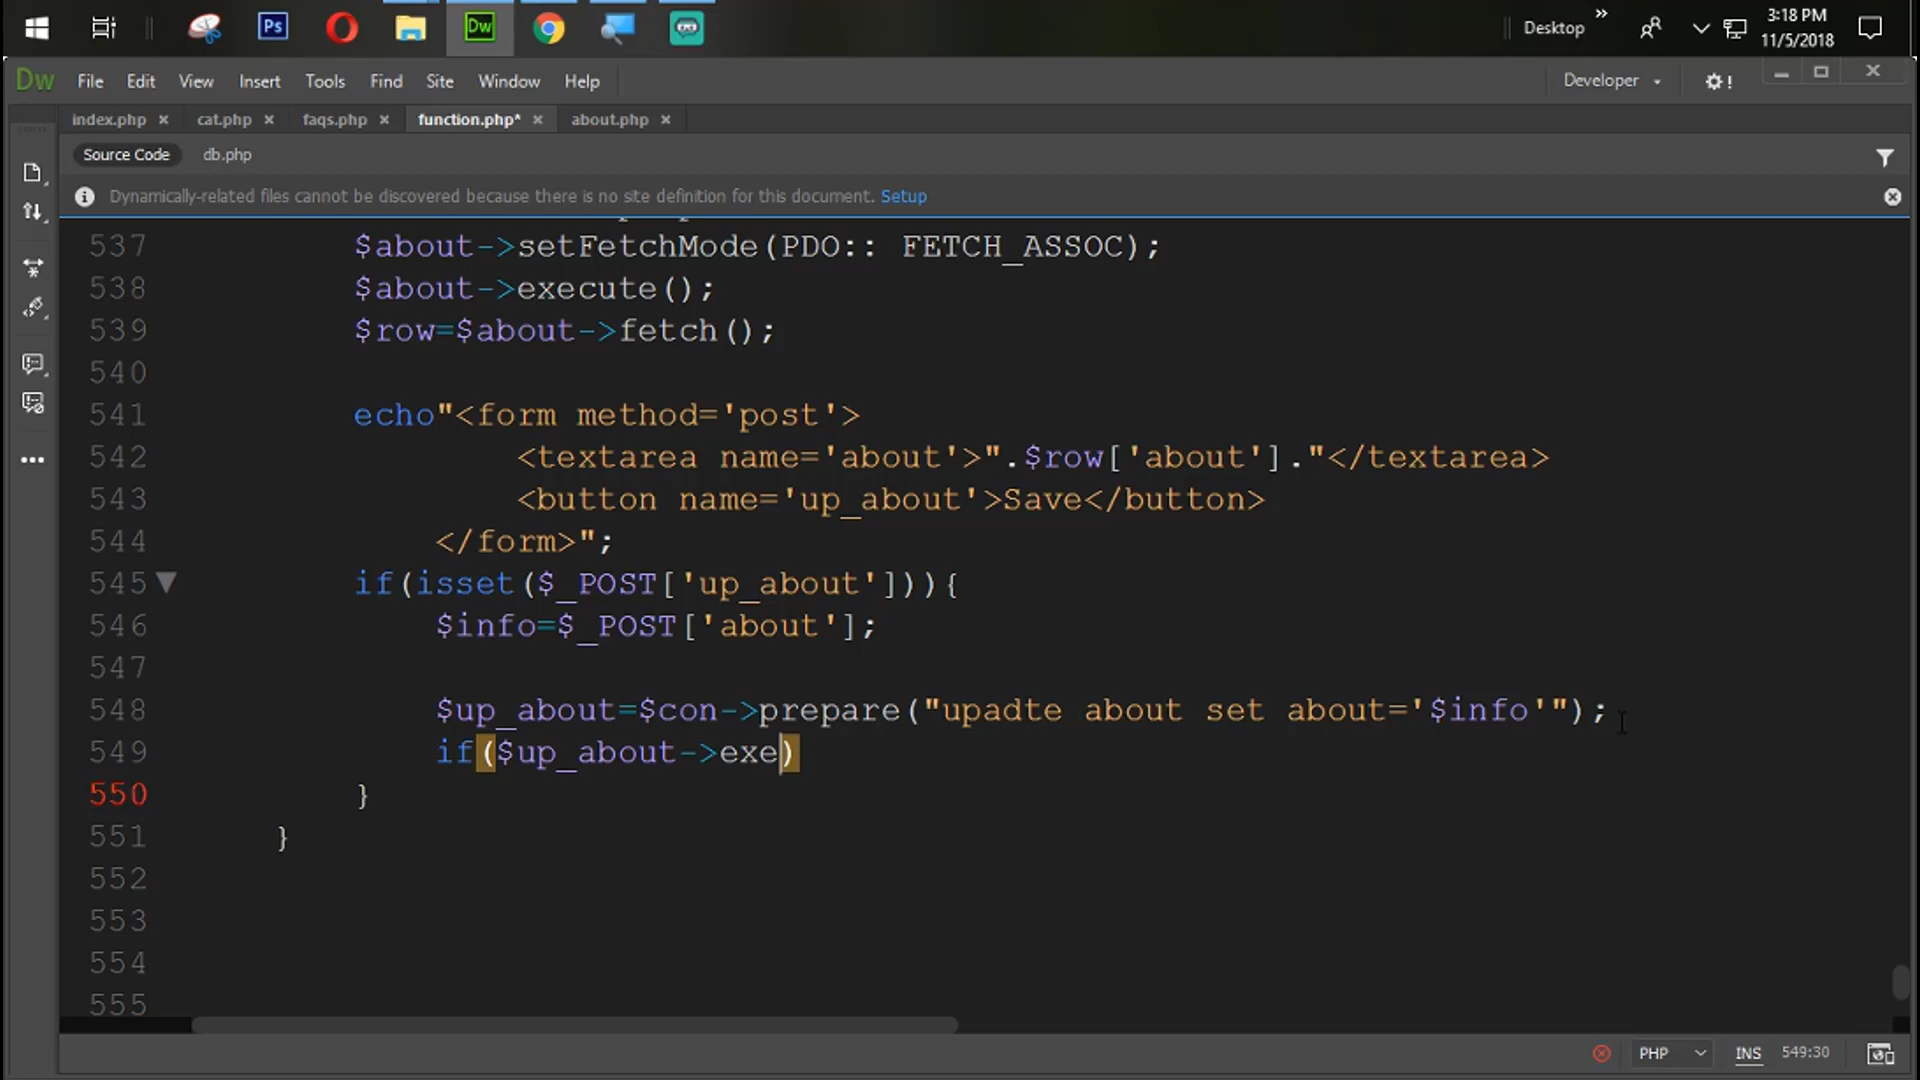 Ps
Dw
Desktop
3:18 PM
11/5/2018
Dw File Edit View Insert Tools Find Site Window Help Developer
index.php cat.php faqs.php function.php* about.php
Source Code db.php
Dynamically-related files cannot be discovered because there is no site definition for this document. Setup
537 $about->setFetchMode(PDO:: FETCH_ASSOC);
538 $about->execute();
539 $row=$about->fetch();
540
541 echo"<form method='post'>
542 <textarea name='about'>".$row['about']."</textarea>
543 <button name='up_about'>Save</button>
544 </form>";
545 if(isset($_POST['up_about'])){
546 $info=$_POST['about'];
547
548 $up_about=$con->prepare("upadte about set about='$info'");
549 if($up_about->exe)
550 }
551 }
552
553
554
555
PHP INS 549:30